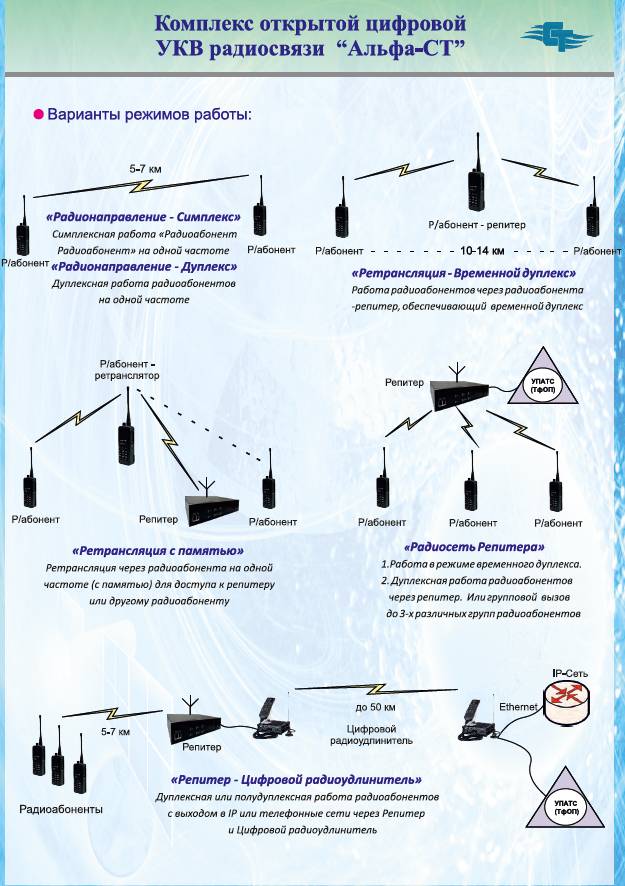 Комплекс открытой цифровой
УКВ радиосвязи “Альфа-СТ”
СТ
Варианты режимов работы:
5-7 км
Р/абонент
Р/абонент
«Радионаправление - Симплекс»
Симплексная работа «Радиоабонент
Радиоабонент» на одной частоте
«Радионаправление - Дуплекс»
Дуплексная работа радиоабонентов
на одной частоте
Р/абонент - репитер
Р/абонент
10-14 км
Р/абонент
«Ретрансляция - Временной дуплекс»
Работа радиоабонентов через радиоабонента
-репитер, обеспечивающий временной дуплекс
Р/абонент -
ретранслятор
Р/абонент
Репитер
Р/абонент
«Ретрансляция с памятью»
Ретрансляция через радиоабонента на одной
частоте (с памятью) для доступа к репитеру
или другому радиоабоненту
Репитер
УПАТС
(ТфОП)
Р/абонент
Р/абонент
Р/абонент
«Радиосеть Репитера»
1.Работа в режиме временного дуплекса.
2. Дуплексная работа радиоабонентов
через репитер. Или групповой вызов
до 3-х различных групп радиоабонентов
5-7 км
Радиоабоненты
Репитер
до 50 км
Цифровой
радиоудлинитель
Ethernet
IP-Сеть
УПАТС
(ТфОП)
«Репитер - Цифровой радиоудлинитель»
Дуплексная или полудуплексная работа радиоабонентов
с выходом в IP или телефонные сети через Репитер
и Цифровой радиоудлинитель